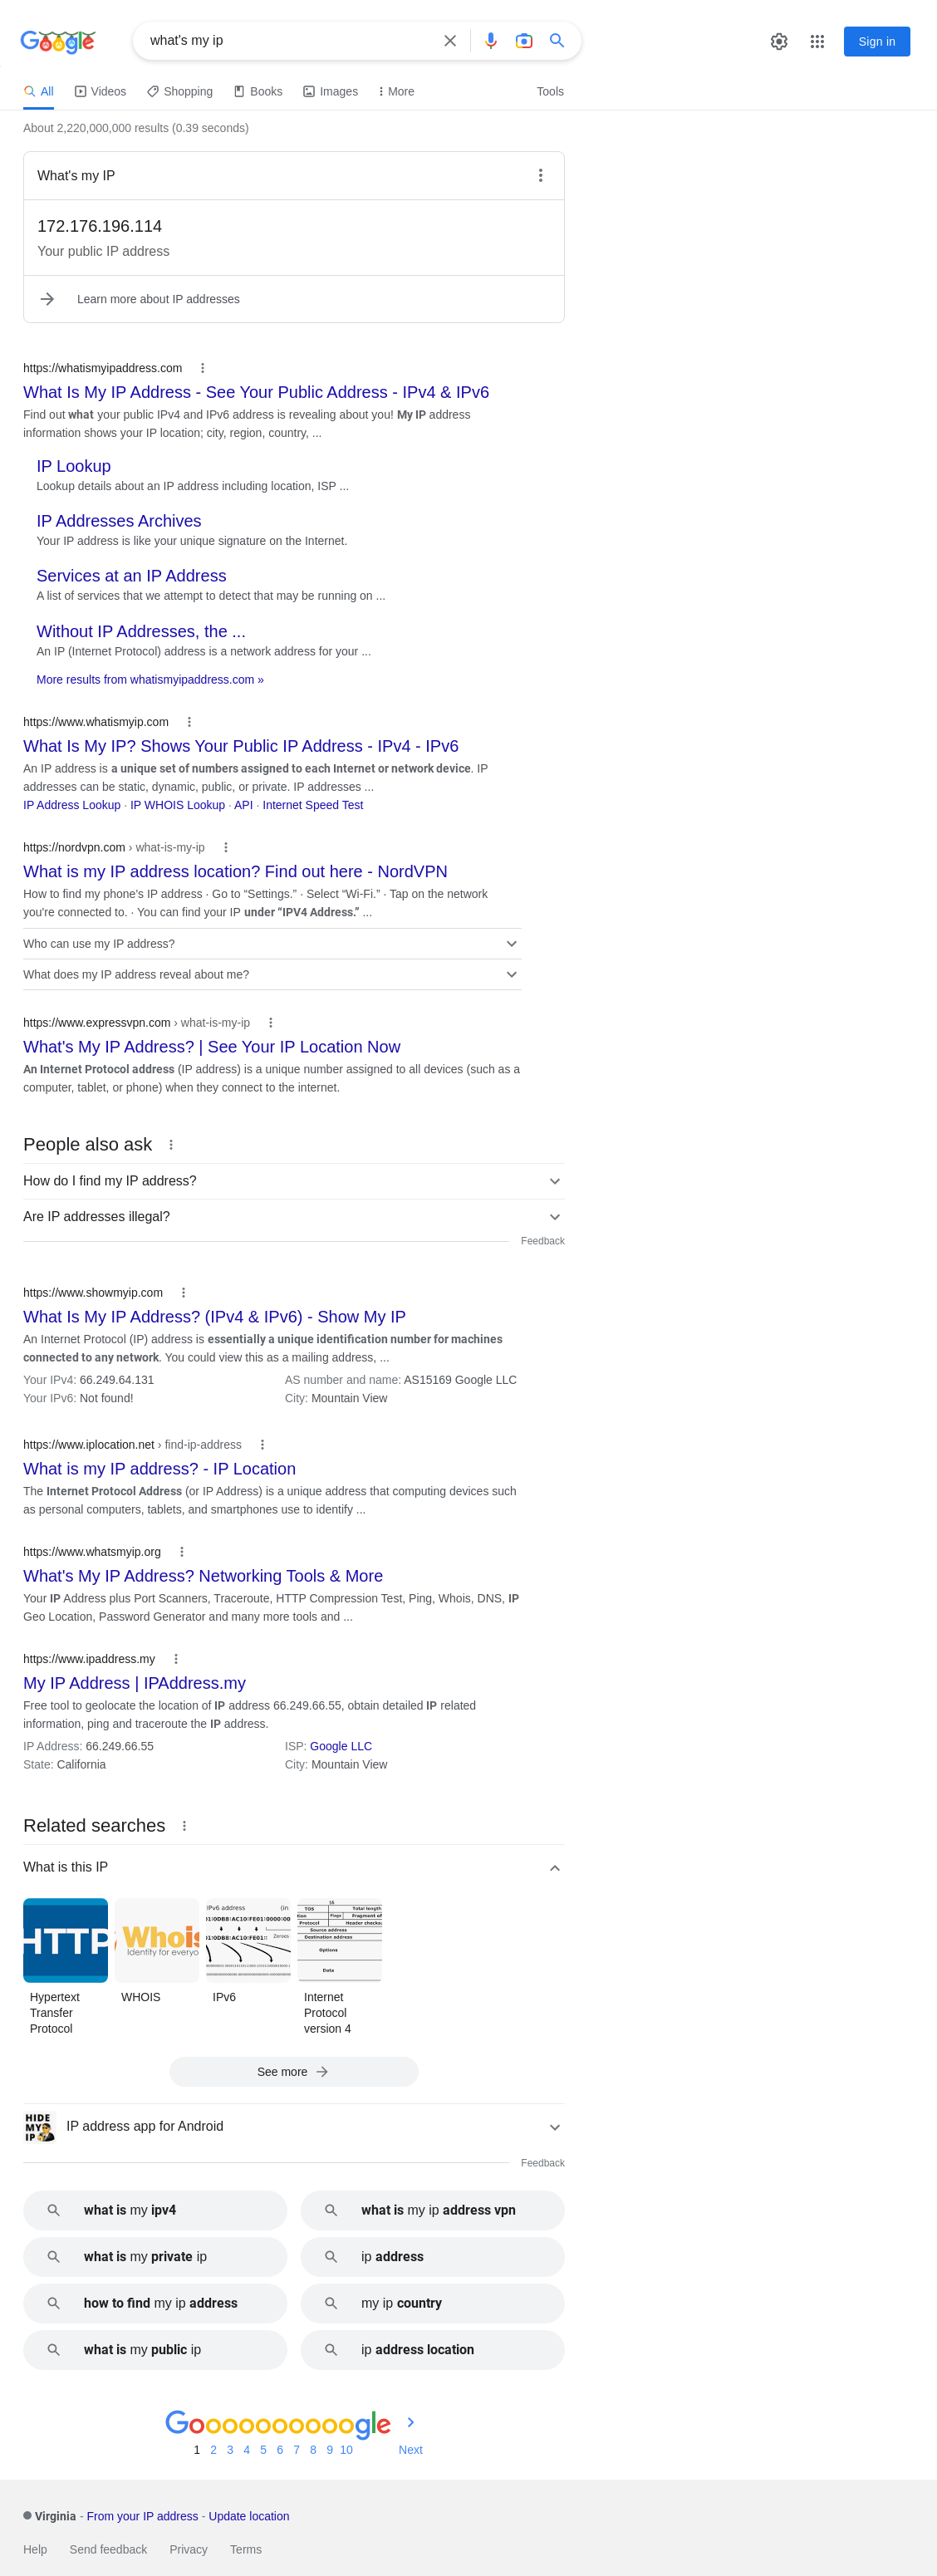 Google
what's my ip
Sign in
All
Videos
Shopping
Books
Images
More
Tools
About 2,220,000,000 results (0.39 seconds)
What's my IP
172.176.196.114
Your public IP address
Learn more about IP addresses
https://whatismyipaddress.com
What Is My IP Address - See Your Public Address - IPv4 & IPv6
Find out what your public IPv4 and IPv6 address is revealing about you! My IP address
information shows your IP location; city, region, country, ...
IP Lookup
Lookup details about an IP address including location, ISP ...
IP Addresses Archives
Your IP address is like your unique signature on the Internet.
Services at an IP Address
A list of services that we attempt to detect that may be running on ...
Without IP Addresses, the ...
An IP (Internet Protocol) address is a network address for your ...
More results from whatismyipaddress.com »
https://www.whatismyip.com
What Is My IP? Shows Your Public IP Address - IPv4 - IPv6
An IP address is a unique set of numbers assigned to each Internet or network device. IP
addresses can be static, dynamic, public, or private. IP addresses ...
IP Address Lookup · IP WHOIS Lookup · API · Internet Speed Test
https://nordvpn.com › what-is-my-ip
What is my IP address location? Find out here - NordVPN
How to find my phone's IP address · Go to “Settings.” · Select “Wi-Fi.” · Tap on the network
you're connected to. · You can find your IP under “IPV4 Address.” ...
Who can use my IP address?
What does my IP address reveal about me?
https://www.expressvpn.com › what-is-my-ip
What's My IP Address? | See Your IP Location Now
An Internet Protocol address (IP address) is a unique number assigned to all devices (such as a
computer, tablet, or phone) when they connect to the internet.
People also ask
How do I find my IP address?
Are IP addresses illegal?
Feedback
https://www.showmyip.com
What Is My IP Address? (IPv4 & IPv6) - Show My IP
An Internet Protocol (IP) address is essentially a unique identification number for machines
connected to any network. You could view this as a mailing address, ...
Your IPv4: 66.249.64.131 AS number and name: AS15169 Google LLC
Your IPv6: Not found! City: Mountain View
https://www.iplocation.net › find-ip-address
What is my IP address? - IP Location
The Internet Protocol Address (or IP Address) is a unique address that computing devices such
as personal computers, tablets, and smartphones use to identify ...
https://www.whatsmyip.org
What's My IP Address? Networking Tools & More
Your IP Address plus Port Scanners, Traceroute, HTTP Compression Test, Ping, Whois, DNS, IP
Geo Location, Password Generator and many more tools and ...
https://www.ipaddress.my
My IP Address | IPAddress.my
Free tool to geolocate the location of IP address 66.249.66.55, obtain detailed IP related
information, ping and traceroute the IP address.
IP Address: 66.249.66.55 ISP: Google LLC
State: California City: Mountain View
Related searches
What is this IP
HTTP
Whois
Identity for everyo
IPv6 address (in
Zeroes
TOS Total length
Flags Fragment of
Protocol Header checksu
Source address
Destination address
Options
Data
Hypertext
Transfer
Protocol
WHOIS
IPv6
Internet
Protocol
version 4
See more
HIDE
MY
IP
IP address app for Android
Feedback
what is my ipv4
what is my ip address vpn
what is my private ip
ip address
how to find my ip address
my ip country
what is my public ip
ip address location
Goooooooooogle
1 2 3 4 5 6 7 8 9 10 Next
Virginia - From your IP address - Update location
Help Send feedback Privacy Terms